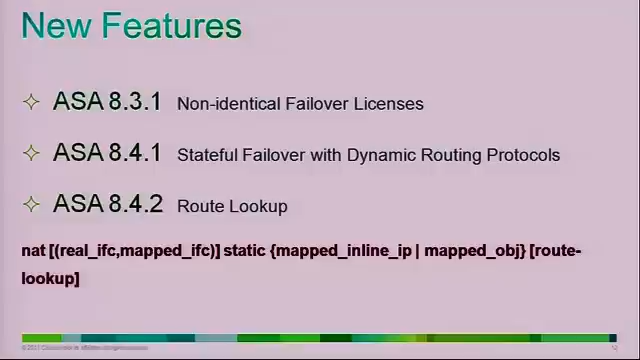 New Features
ASA 8.3.1 Non-identical Failover Licenses
ASA 8.4.1 Stateful Failover with Dynamic Routing Protocols
ASA 8.4.2 Route Lookup
nat [(real_ifc,mapped_ifc)] static {mapped_inline_ip | mapped_obj} [route-
lookup]